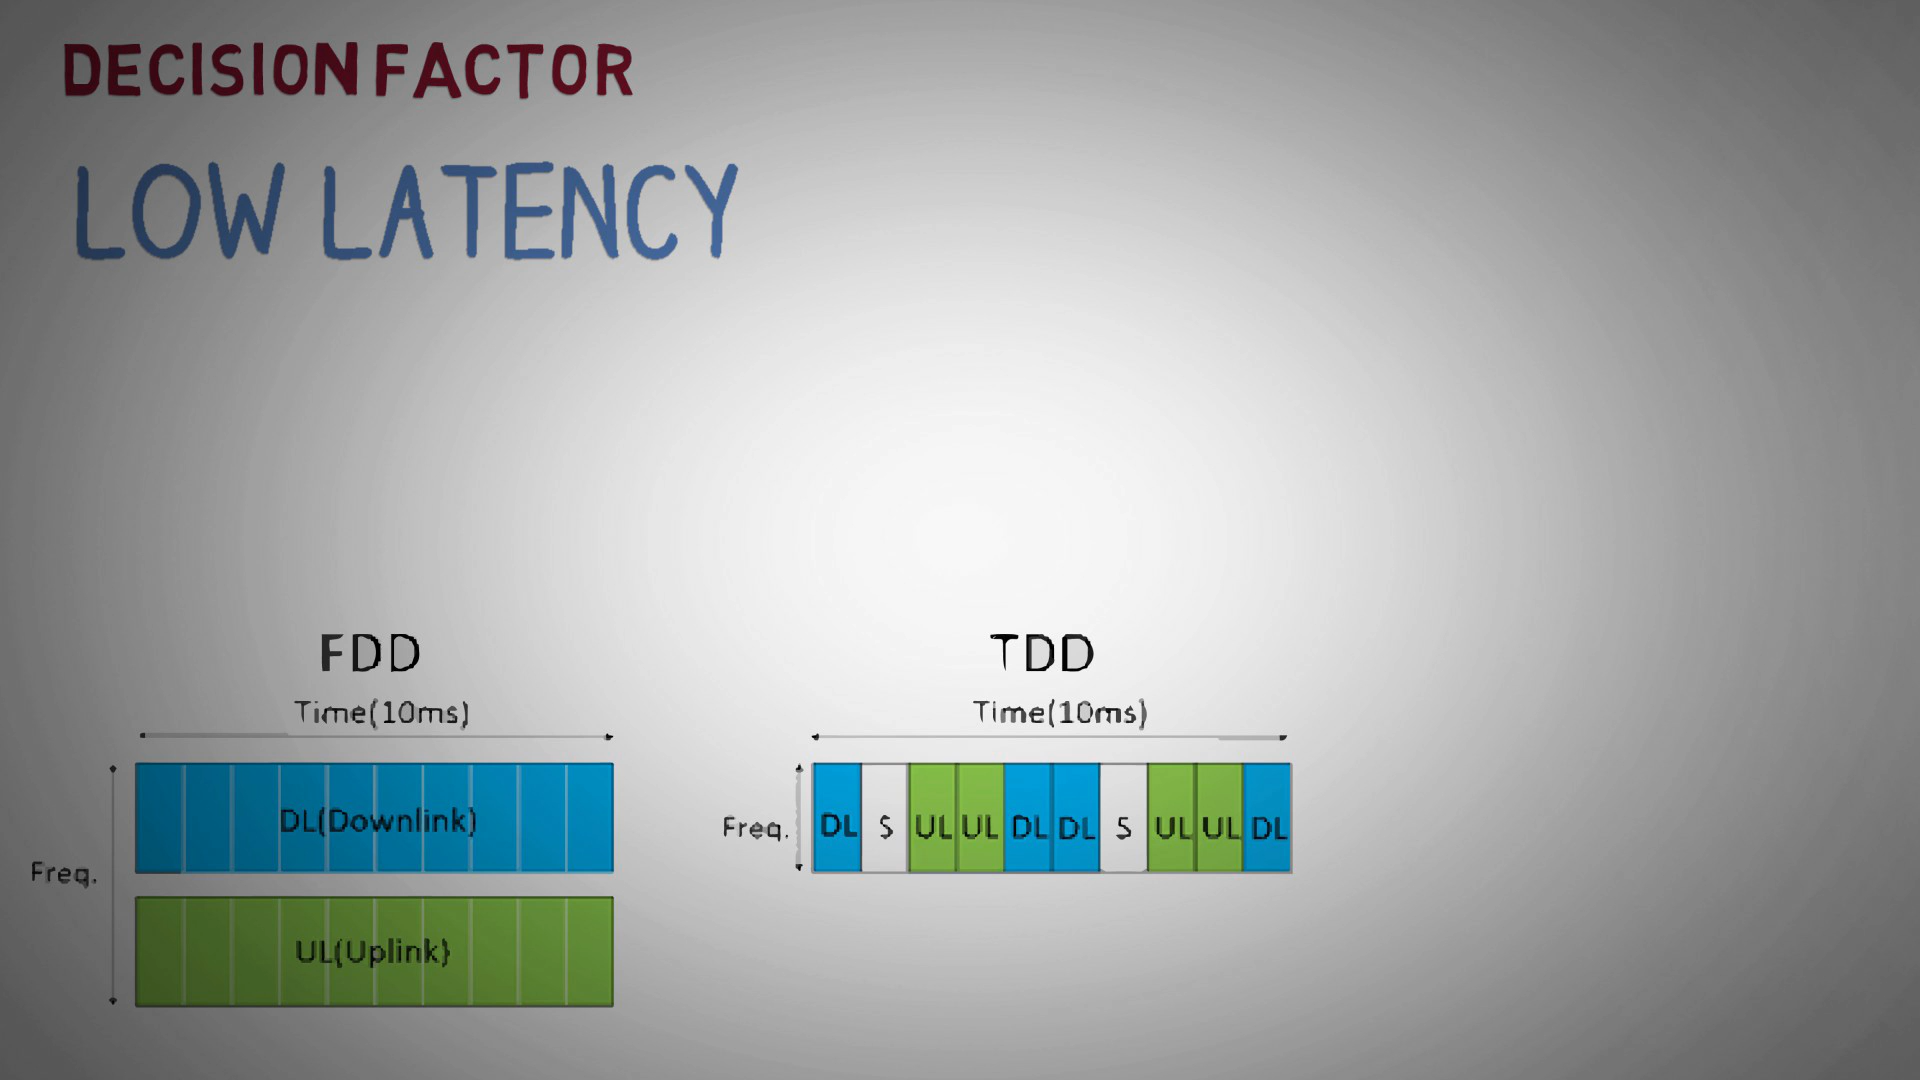 DECISION FACTOR
LOW LATENCY
FDD
Time(10ms)
Freq.
DL(Downlink)
UL(Uplink)
TDD
Time(10ms)
Freq.
DL S UL UL DL DL S UL UL DL